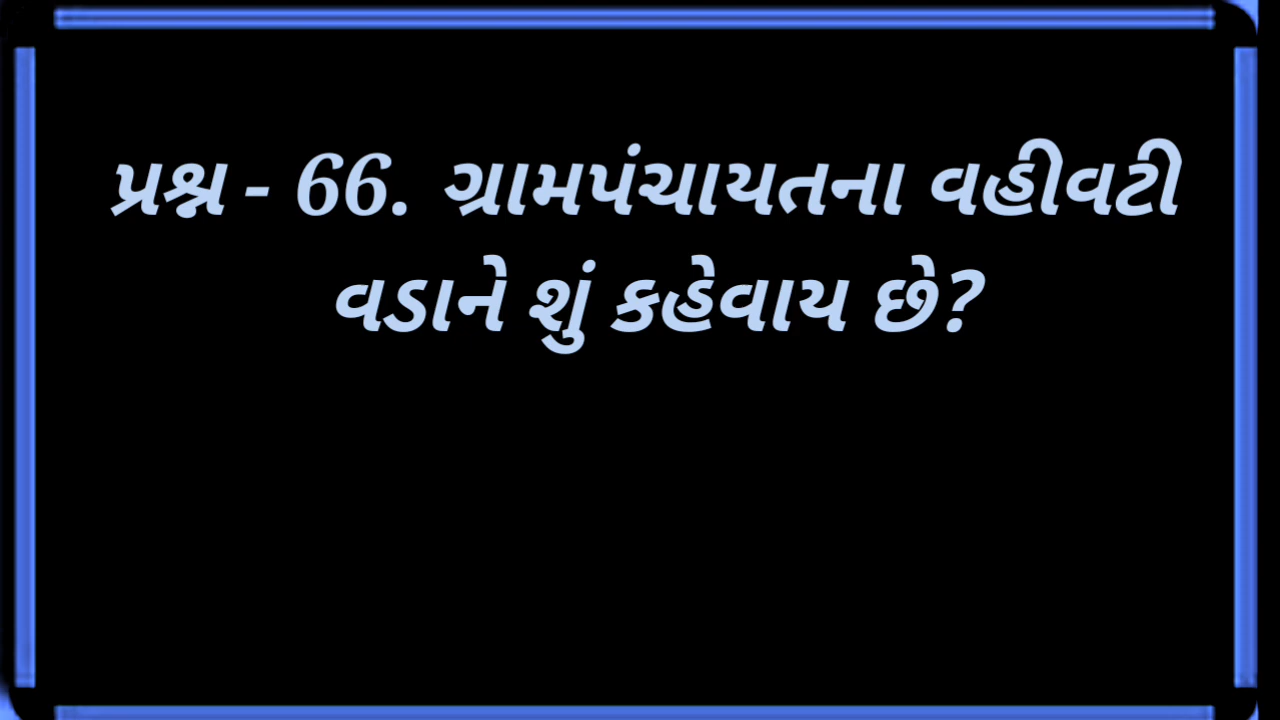 પ્રશ્ન - 66. ગ્રામપંચાયતના વહીવટી
વડાને શું કહેવાય છે?